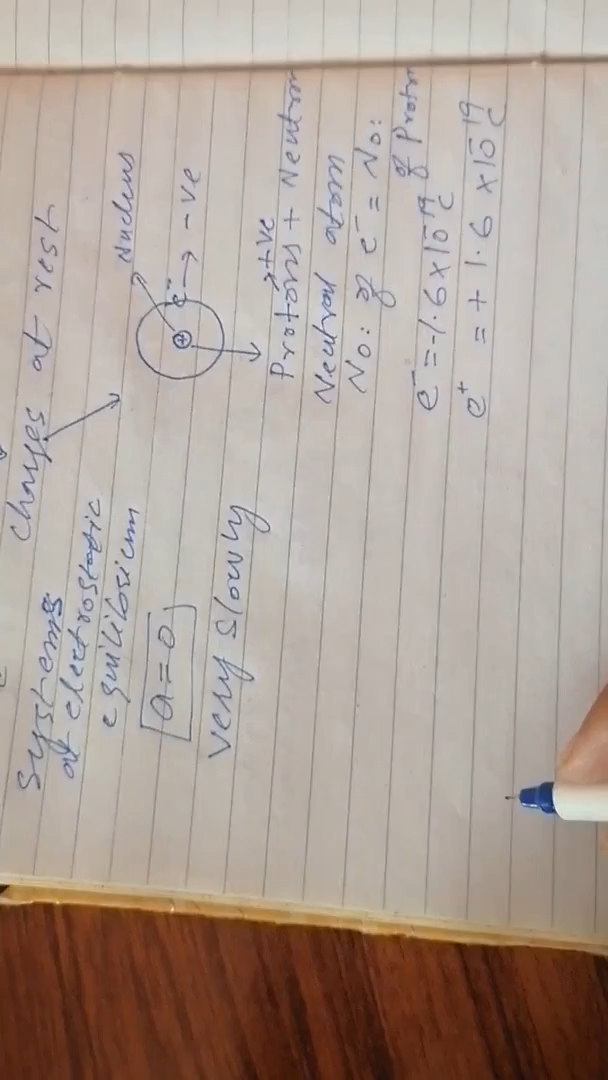 charges at rest
systems
at electrostatic
equilibrium
a = 0
very slowly
Nucleus
e⁻ → -ve
+
+ve
Protons + Neutron
Neutral atom
No: of e⁻ = No:
of Proton
e⁻ = -1.6 x 10⁻¹⁹ C
e⁺ = +1.6 x 10⁻¹⁹ C